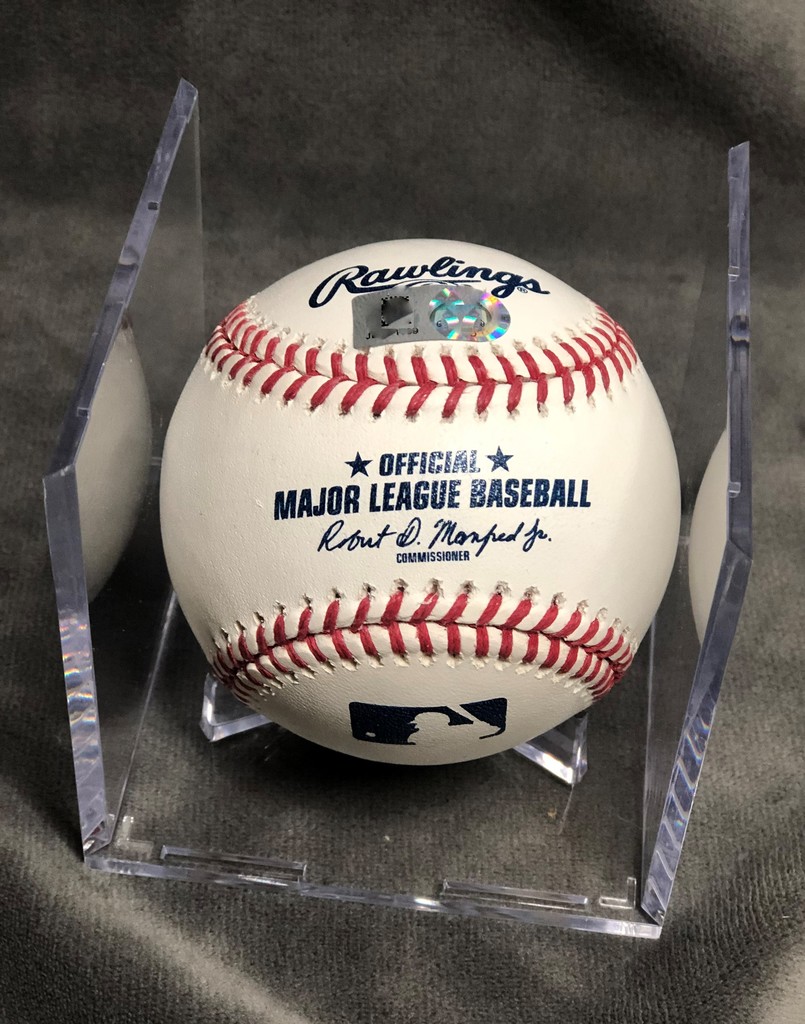 Rawlings®
★ OFFICIAL ★
MAJOR LEAGUE BASEBALL
Robert D. Manfred Jr.
COMMISSIONER